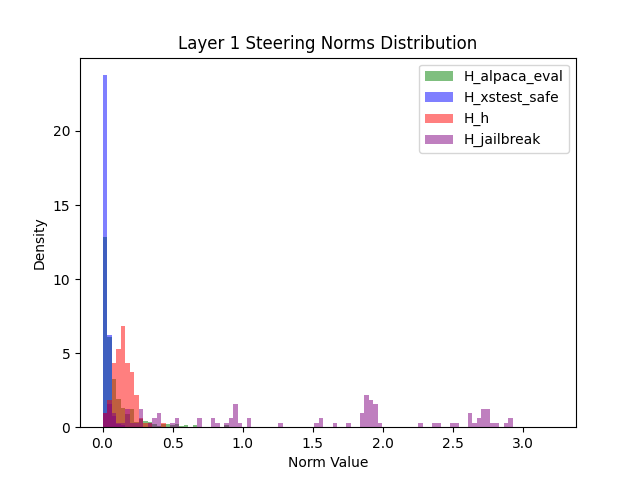 Layer 1 Steering Norms Distribution
H_alpaca_eval
H_xstest_safe
H_h
H_jailbreak
Density
20
15
10
5
0
0.0 0.5 1.0 1.5 2.0 2.5 3.0
Norm Value